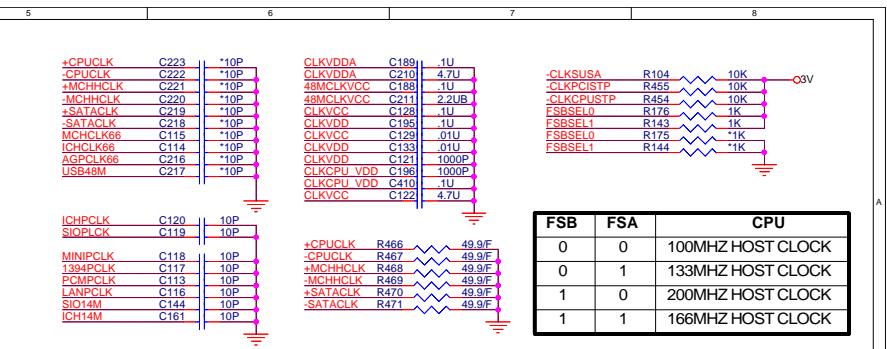 5 6 7 8
+CPUCLK C223 *10P
-CPUCLK C222 *10P
+MCHHCLK C221 *10P
-MCHHCLK C220 *10P
+SATACLK C219 *10P
-SATACLK C218 *10P
MCHCLK66 C115 *10P
ICHCLK66 C114 *10P
AGPCLK66 C216 *10P
USB48M C217 *10P
CLKVDDA C189 .1U
CLKVDDA C210 4.7U
48MCLKVCC C188 .1U
48MCLKVCC C211 2.2UB
CLKVCC C128 .1U
CLKVDD C195 .1U
CLKVCC C129 .01U
CLKVDD C133 .01U
CLKVDD C121 1000P
CLKCPU_VDD C196 1000P
CLKCPU_VDD C410 .1U
CLKVCC C122 4.7U
-CLKSUSA R104 10K
3V
-CLKPCISTP R455 10K
-CLKCPUSTP R454 10K
FSBSEL0 R176 1K
FSBSEL1 R143 1K
FSBSEL0 R175 *1K
FSBSEL1 R144 *1K
A
ICHPCLK C120 10P
SIOPLCK C119 10P
MINIPCLK C118 10P
1394PCLK C117 10P
PCMPCLK C113 10P
LANPCLK C116 10P
SIO14M C144 10P
ICH14M C161 10P
+CPUCLK R466 49.9/F
-CPUCLK R467 49.9/F
+MCHHCLK R468 49.9/F
-MCHHCLK R469 49.9/F
+SATACLK R470 49.9/F
-SATACLK R471 49.9/F
FSB FSA CPU
0 0 100MHZ HOST CLOCK
0 1 133MHZ HOST CLOCK
1 0 200MHZ HOST CLOCK
1 1 166MHZ HOST CLOCK